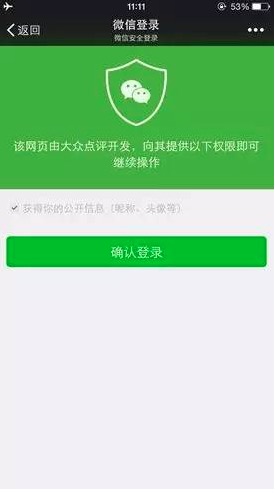 11:11
53%
返回
微信登录
微信安全登录
该网页由大众点评开发，向其提供以下权限即可
继续操作
获得你的公开信息（昵称、头像等）
确认登录